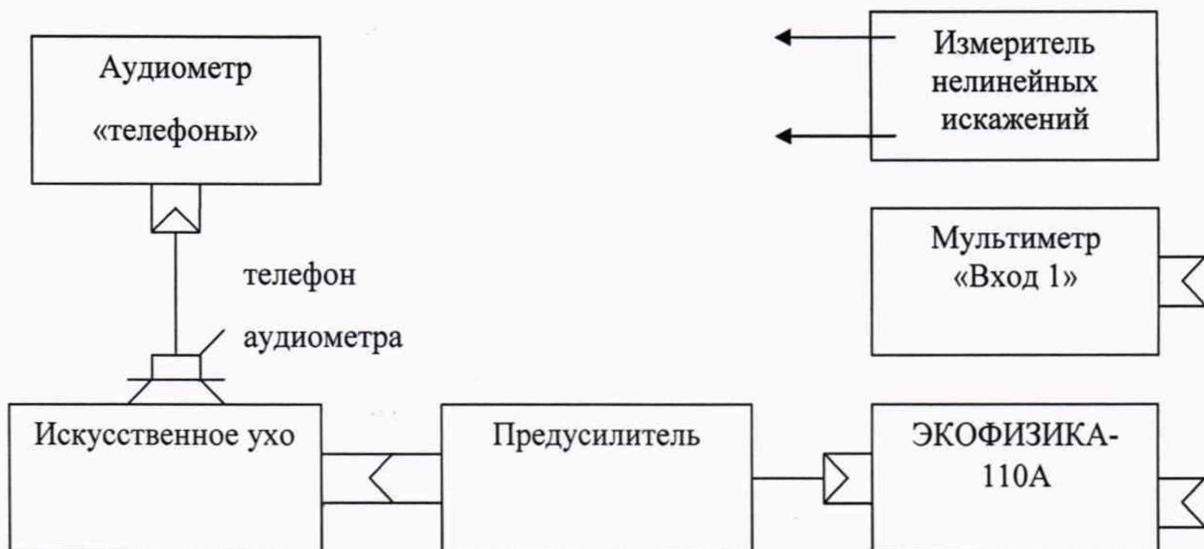 Аудиометр
«телефоны»
Измеритель
нелинейных
искажений
Мультиметр
«Вход 1»
телефон
аудиометра
Искусственное ухо
Предусилитель
ЭКОФИЗИКА-
110А